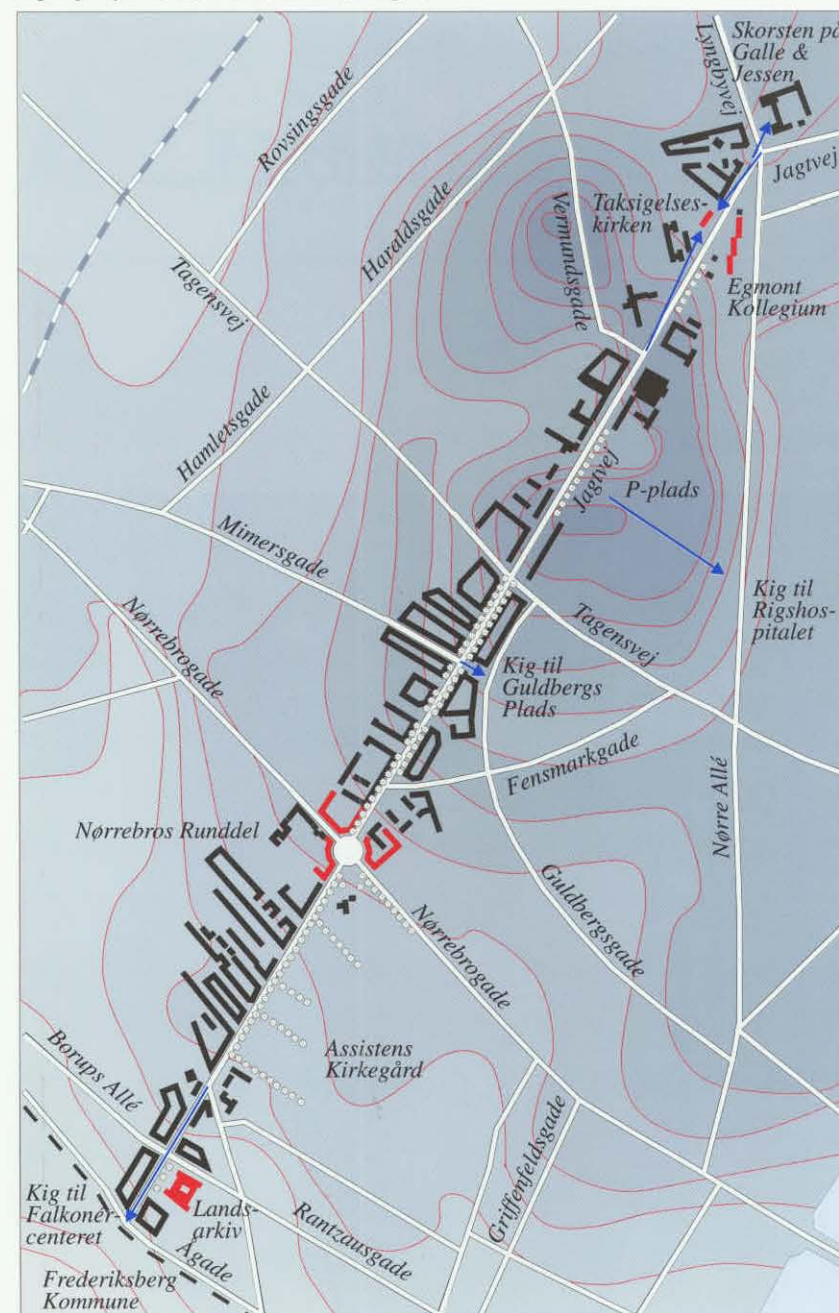 Skorsten på
Galle &
Jessen
Lyngbyvej
Rovsingsgade
Jagtvej
Haraldsgade
Vermundsgade
Taksigelses-
kirken
Tagensvej
Egmont
Kollegium
Hamletsgade
Jagtvej
P-plads
Mimersgade
Kig til
Rigshos-
pitalet
Nørrebrogade
Tagensvej
Kig til
Guldbergs
Plads
Fensmarkgade
Nørre Allé
Nørrebros Runddel
Guldbergsgade
Nørrebrogade
Assistens
Kirkegård
Borups Allé
Griffenfeldsgade
Kig til
Falkonér-
centeret
Lands-
arkiv
Rantzausgade
Ågade
Frederiksberg
Kommune